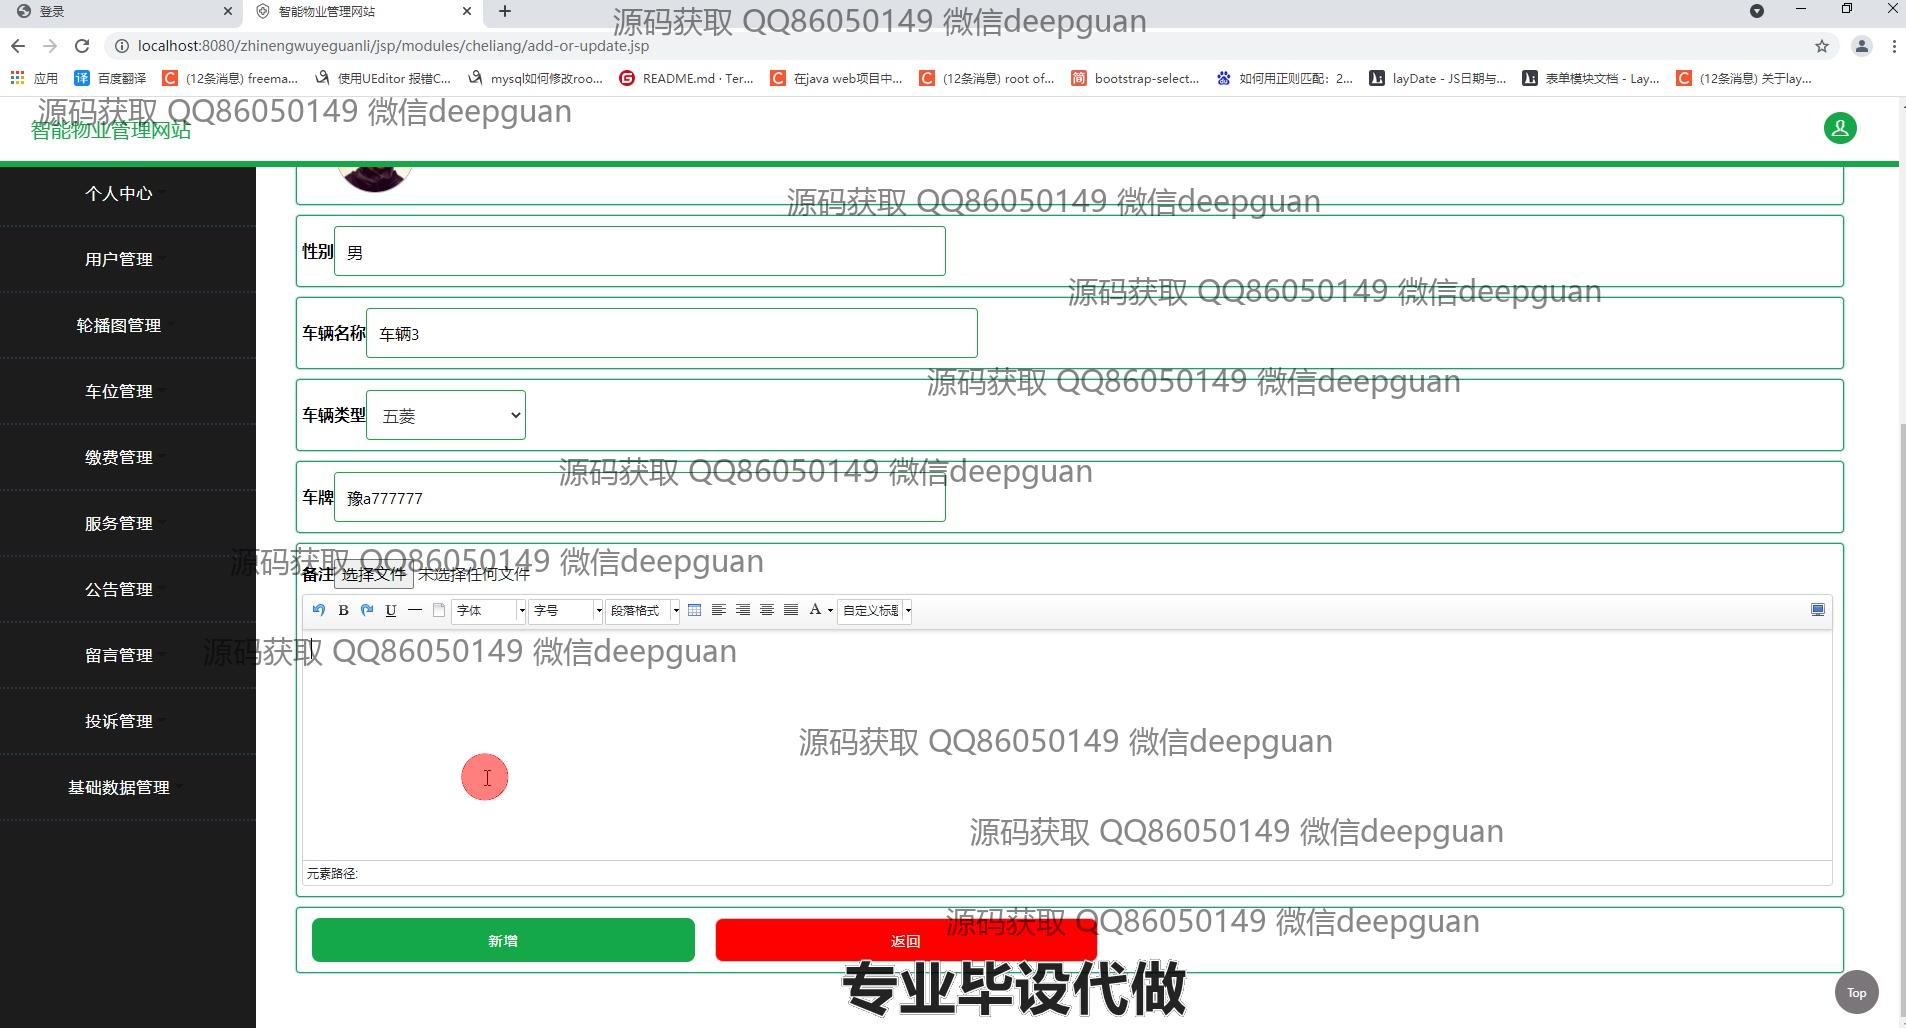 登录
智能物业管理网站
源码获取 QQ86050149 微信deepguan
localhost:8080/zhinengwuyeguanli/jsp/modules/cheliang/add-or-update.jsp
应用
百度翻译
(12条消息) freema...
使用UEditor 报错C...
mysql如何修改roo...
README.md · Ter...
在java web项目中...
(12条消息) root of...
bootstrap-select...
如何用正则匹配：2...
layDate - JS日期与...
表单模块文档 - Lay...
(12条消息) 关于lay...
源码获取 QQ86050149 微信deepguan
智能物业管理网站
个人中心
源码获取 QQ86050149 微信deepguan
性别 男
用户管理
源码获取 QQ86050149 微信deepguan
轮播图管理
车辆名称 车辆3
源码获取 QQ86050149 微信deepguan
车位管理
车辆类型 五菱
缴费管理
源码获取 QQ86050149 微信deepguan
车牌 豫a777777
服务管理
源码获取 QQ86050149 微信deepguan
备注 选择文件 未选择任何文件
公告管理
B U 字体 字号 段落格式 A 自定义标题
留言管理
源码获取 QQ86050149 微信deepguan
投诉管理
源码获取 QQ86050149 微信deepguan
基础数据管理
源码获取 QQ86050149 微信deepguan
元素路径:
源码获取 QQ86050149 微信deepguan
新增
返回
专业毕设代做
Top